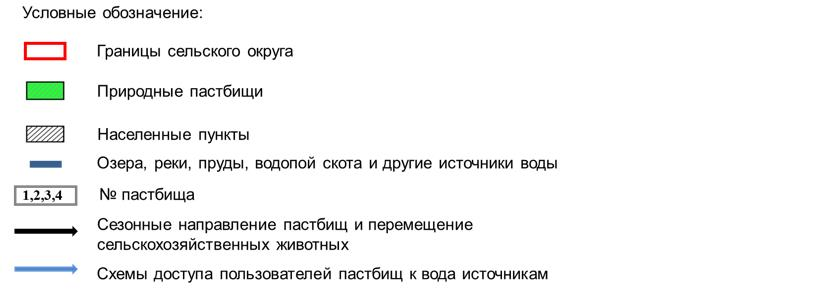 Условные обозначение:
Границы сельского округа
Природные пастбищи
Населенные пункты
Озера, реки, пруды, водопой скота и другие источники воды
1,2,3,4 № пастбища
Сезонные направление пастбищ и перемещение
сельскохозяйственных животных
Схемы доступа пользователей пастбищ к вода источникам